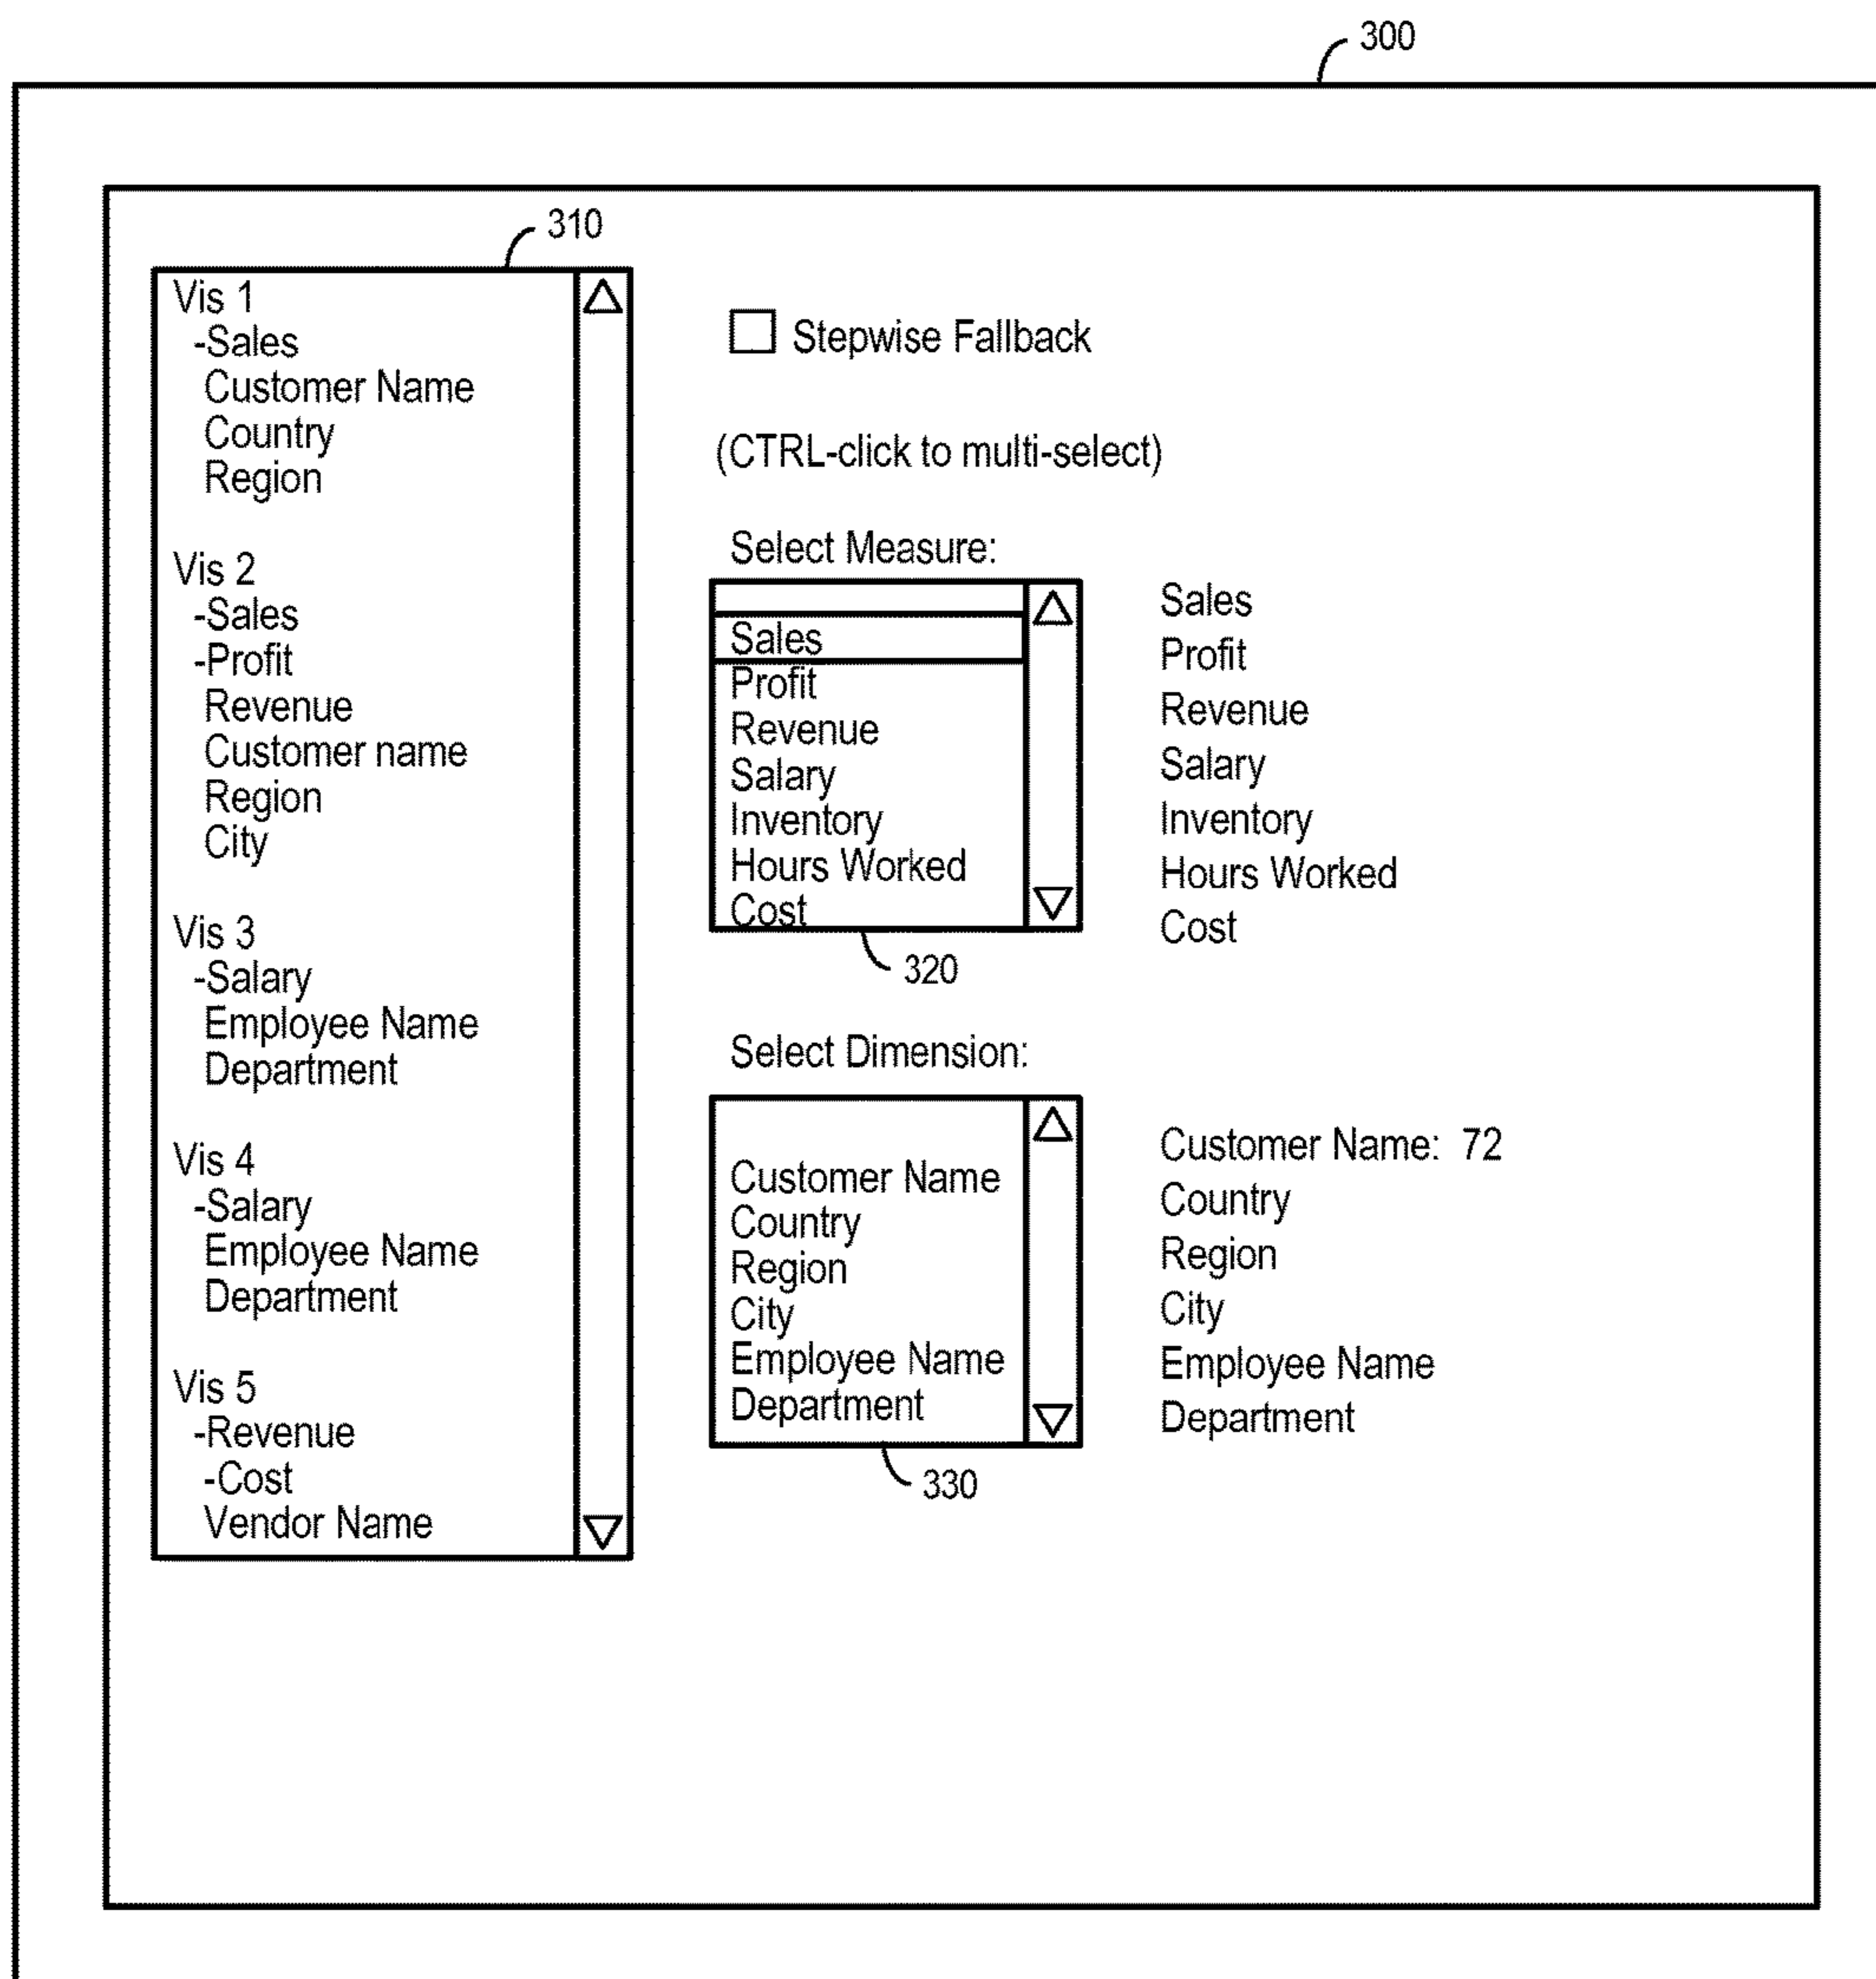 300
310
Vis 1
-Sales
Customer Name
Country
Region
Vis 2
-Sales
-Profit
Revenue
Customer name
Region
City
Vis 3
-Salary
Employee Name
Department
Vis 4
-Salary
Employee Name
Department
Vis 5
-Revenue
-Cost
Vendor Name
Stepwise Fallback
(CTRL-click to multi-select)
Select Measure:
Sales
Profit
Revenue
Salary
Inventory
Hours Worked
Cost
320
Sales
Profit
Revenue
Salary
Inventory
Hours Worked
Cost
Select Dimension:
Customer Name
Country
Region
City
Employee Name
Department
330
Customer Name: 72
Country
Region
City
Employee Name
Department